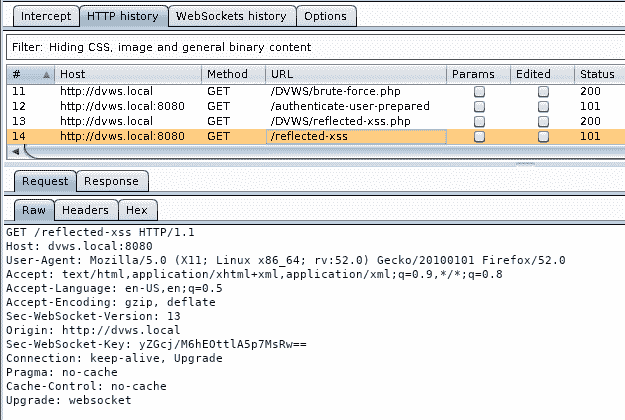 Intercept HTTP history WebSockets history Options
Filter: Hiding CSS, image and general binary content
# Host Method URL Params Edited Status
11 http://dvws.local GET /DVWS/brute-force.php 200
12 http://dvws.local:8080 GET /authenticate-user-prepared 101
13 http://dvws.local GET /DVWS/reflected-xss.php 200
14 http://dvws.local:8080 GET /reflected-xss 101
Request Response
Raw Headers Hex
GET /reflected-xss HTTP/1.1
Host: dvws.local:8080
User-Agent: Mozilla/5.0 (X11; Linux x86_64; rv:52.0) Gecko/20100101 Firefox/52.0
Accept: text/html,application/xhtml+xml,application/xml;q=0.9,*/*;q=0.8
Accept-Language: en-US,en;q=0.5
Accept-Encoding: gzip, deflate
Sec-WebSocket-Version: 13
Origin: http://dvws.local
Sec-WebSocket-Key: yZGcj/M6hEOttlA5p7MsRw==
Connection: keep-alive, Upgrade
Pragma: no-cache
Cache-Control: no-cache
Upgrade: websocket